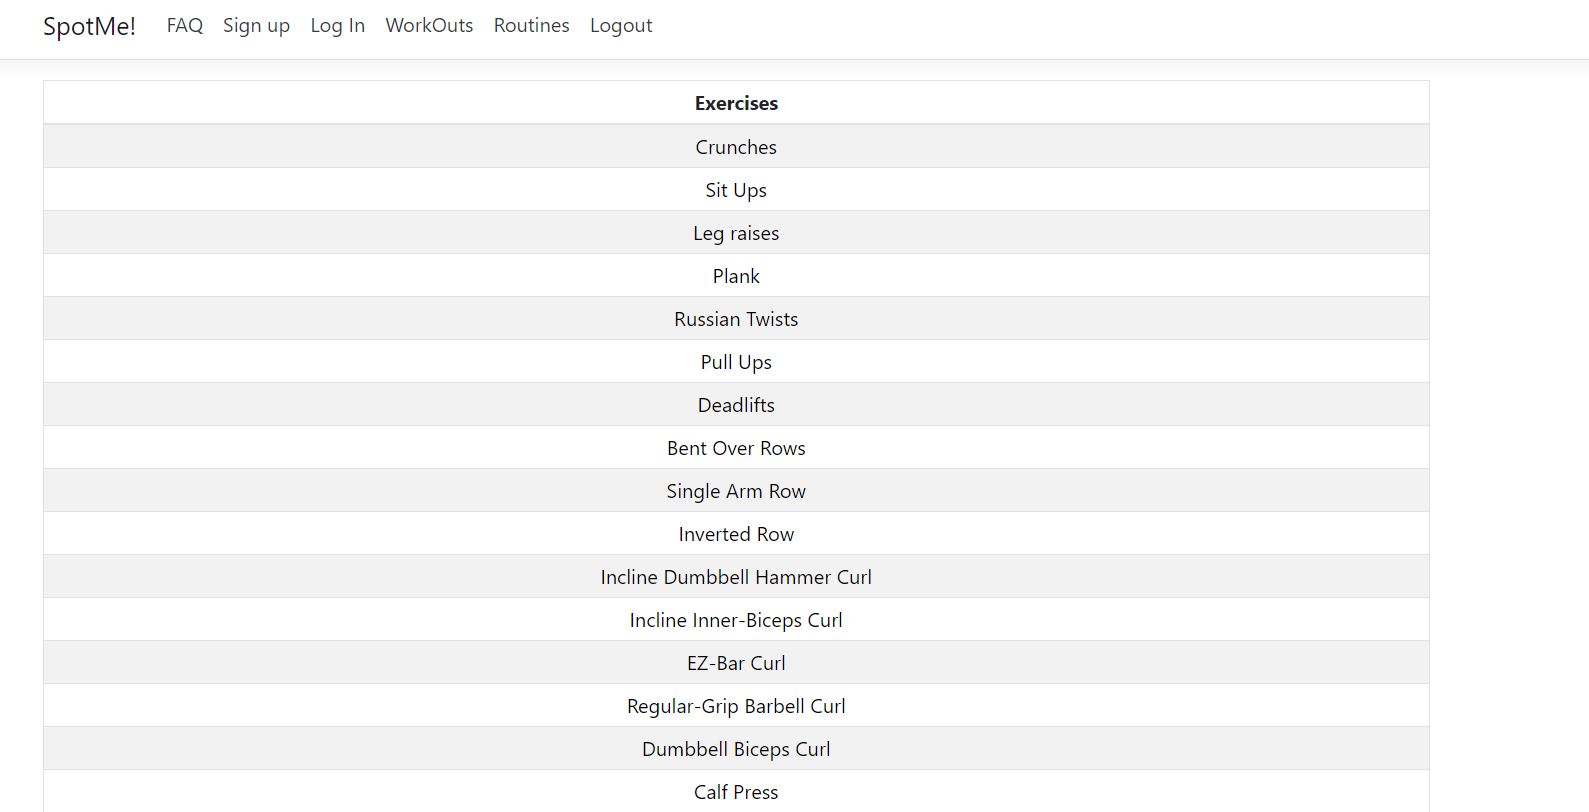 SpotMe! FAQ Sign up Log In WorkOuts Routines Logout
Exercises
Crunches
Sit Ups
Leg raises
Plank
Russian Twists
Pull Ups
Deadlifts
Bent Over Rows
Single Arm Row
Inverted Row
Incline Dumbbell Hammer Curl
Incline Inner-Biceps Curl
EZ-Bar Curl
Regular-Grip Barbell Curl
Dumbbell Biceps Curl
Calf Press